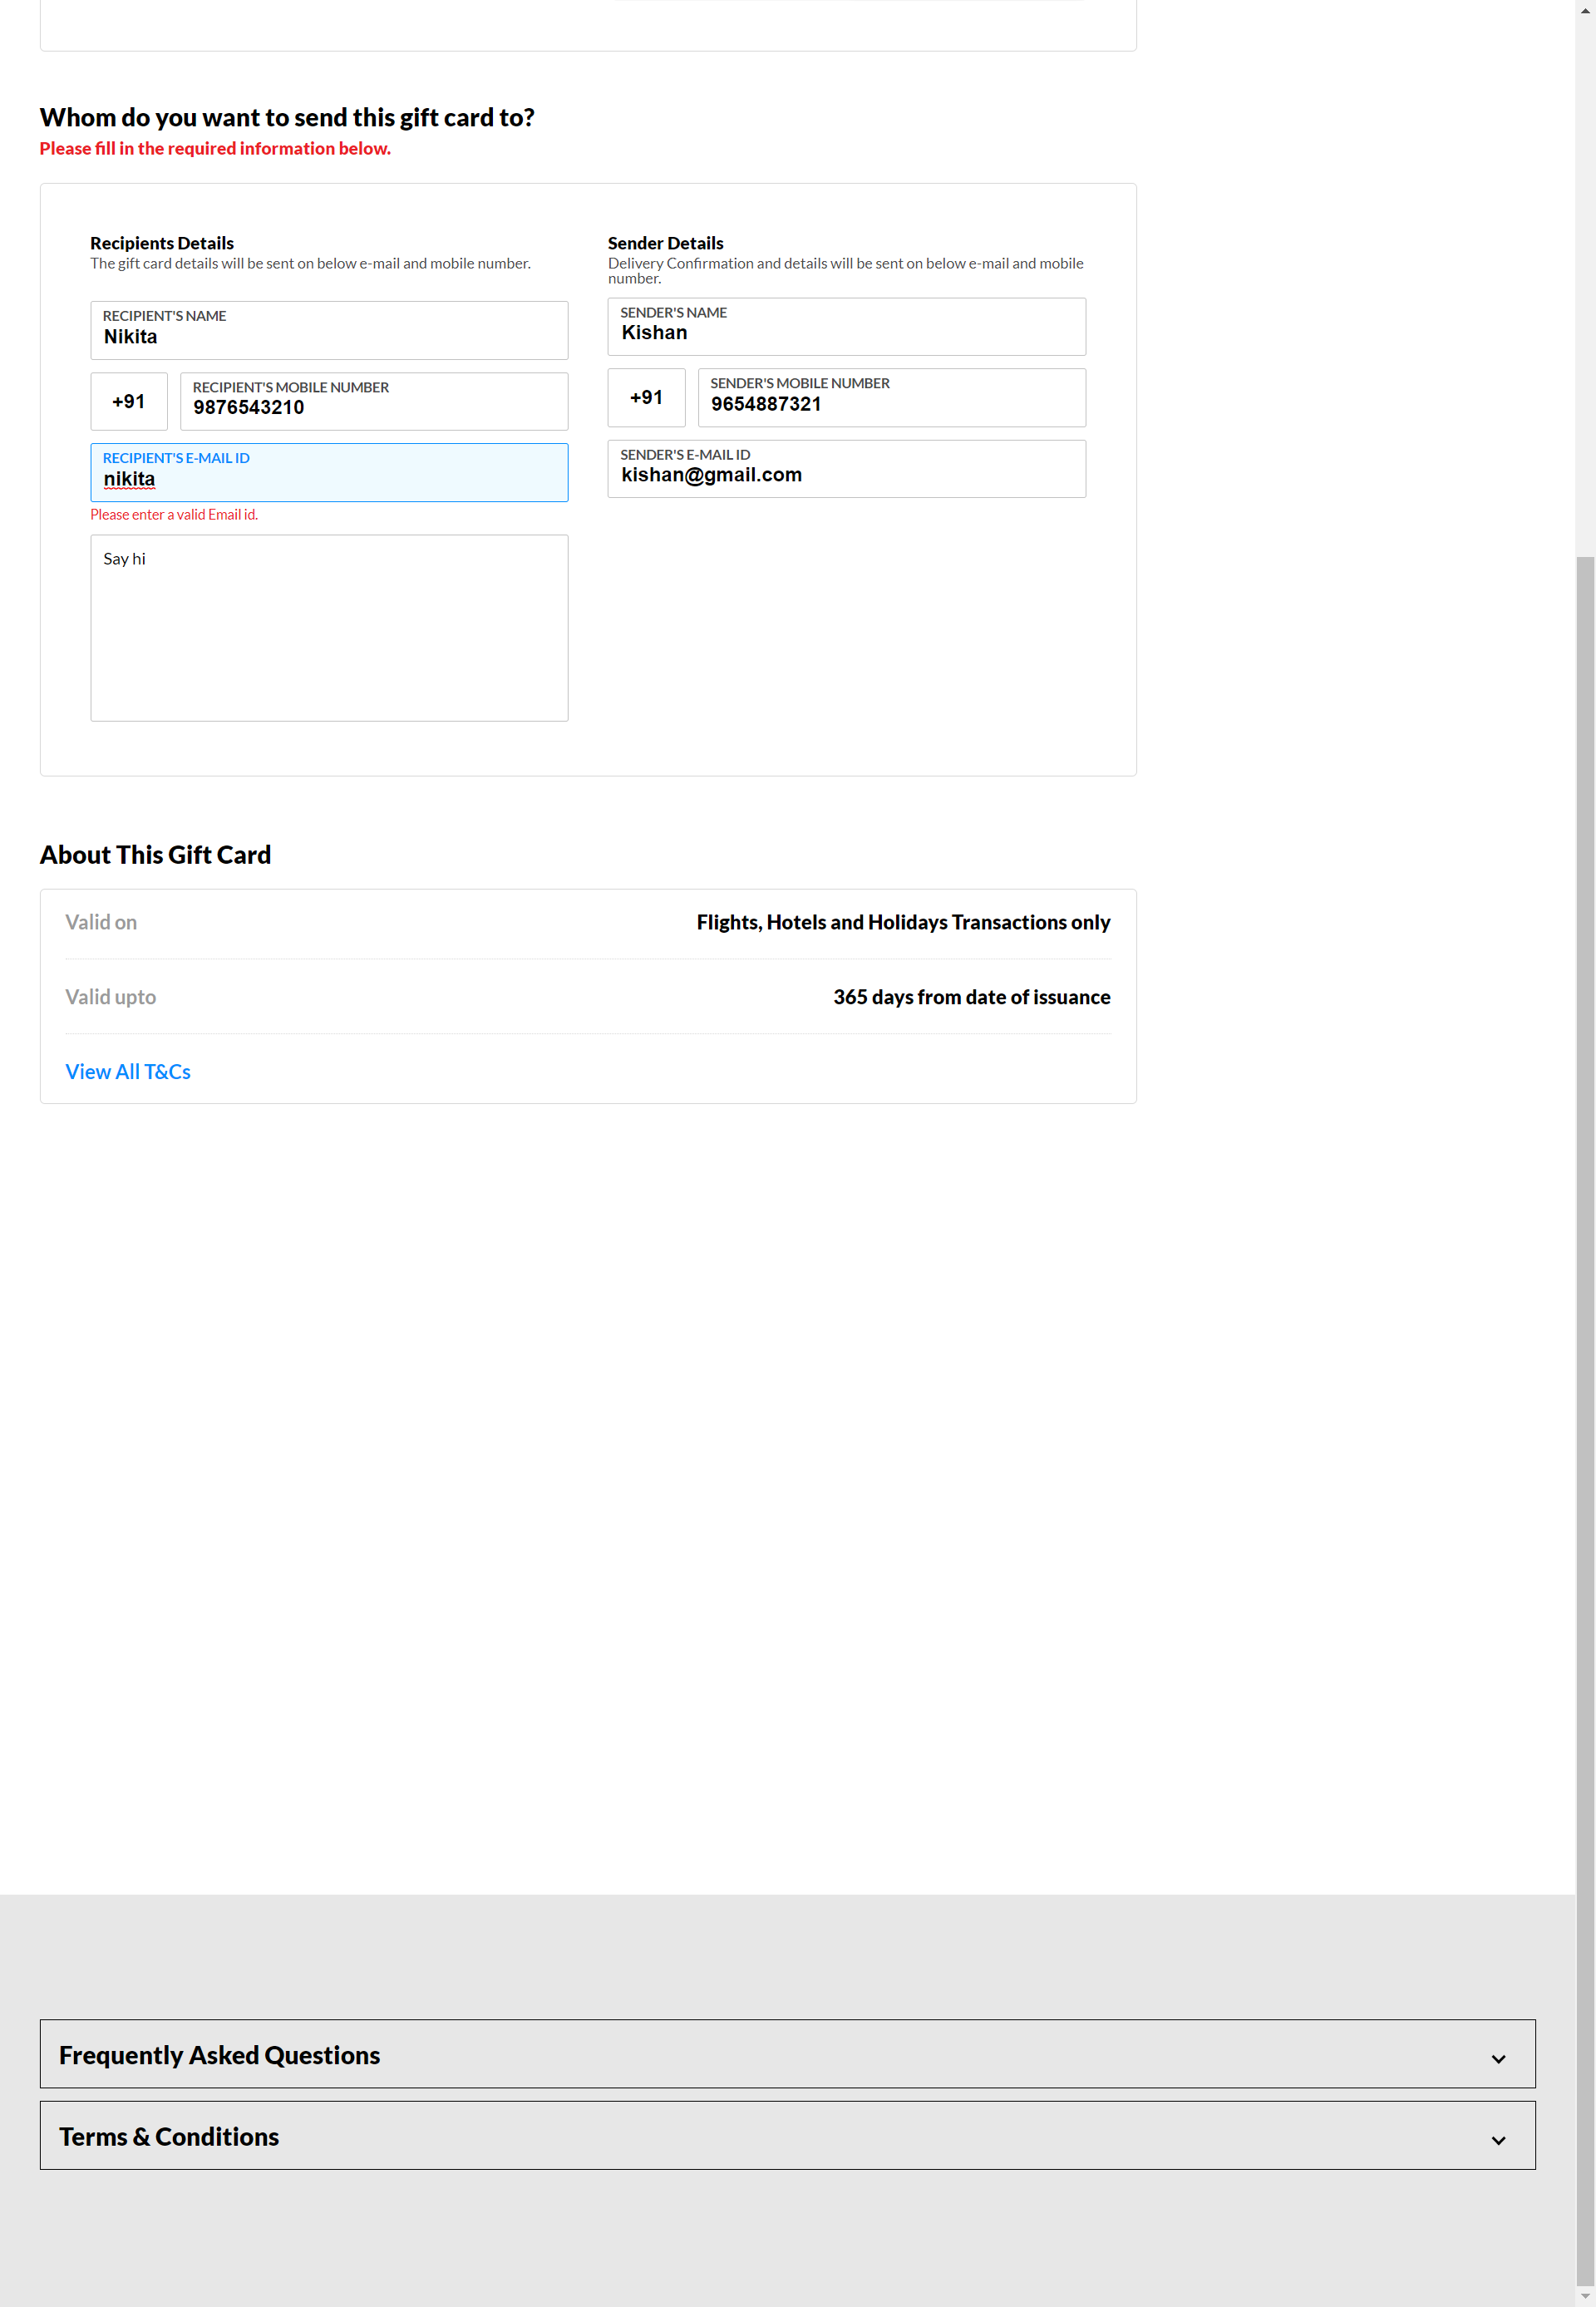 Whom do you want to send this gift card to?
Please fill in the required information below.
Recipients Details
The gift card details will be sent on below e-mail and mobile number.
RECIPIENT'S NAME
Nikita
+91
RECIPIENT'S MOBILE NUMBER
9876543210
RECIPIENT'S E-MAIL ID
nikita
Please enter a valid Email id.
Say hi
Sender Details
Delivery Confirmation and details will be sent on below e-mail and mobile
number.
SENDER'S NAME
Kishan
+91
SENDER'S MOBILE NUMBER
9654887321
SENDER'S E-MAIL ID
kishan@gmail.com
About This Gift Card
Valid on
Flights, Hotels and Holidays Transactions only
Valid upto
365 days from date of issuance
View All T&Cs
Frequently Asked Questions
Terms & Conditions